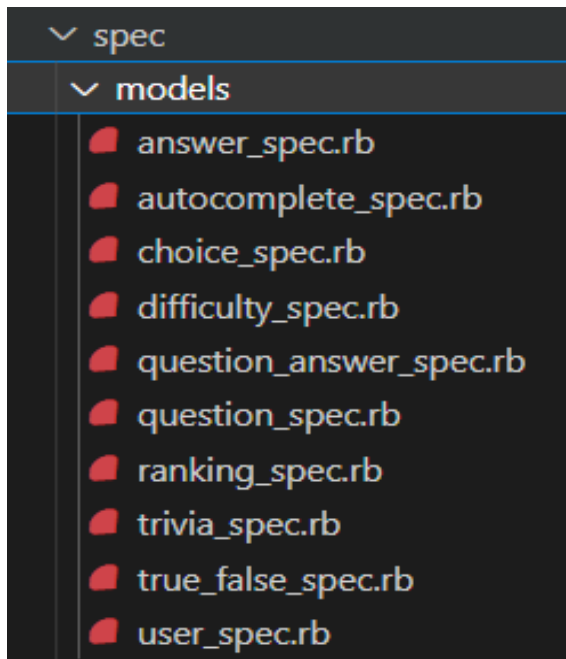 spec
models
answer_spec.rb
autocomplete_spec.rb
choice_spec.rb
difficulty_spec.rb
question_answer_spec.rb
question_spec.rb
ranking_spec.rb
trivia_spec.rb
true_false_spec.rb
user_spec.rb